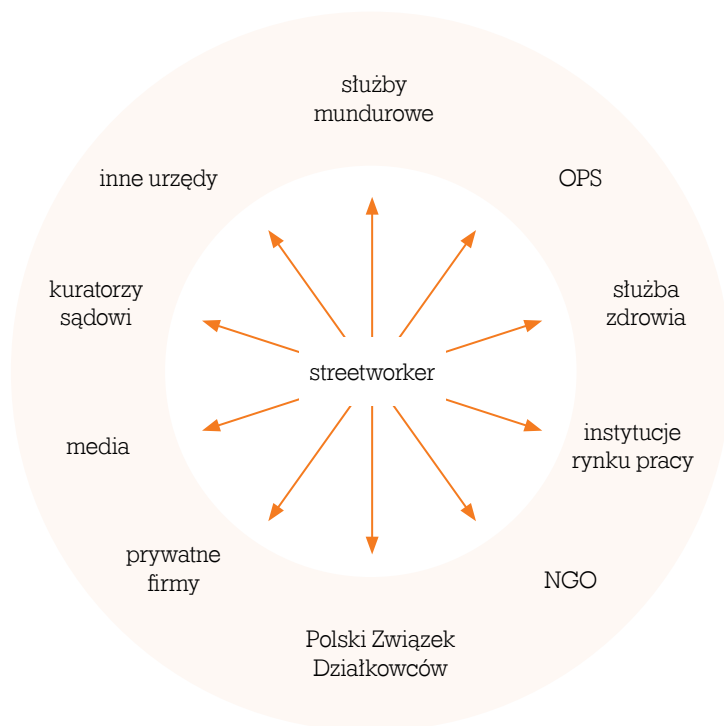 służby
mundurowe
inne urzędy
OPS
kuratorzy
sądowi
służba
zdrowia
streetworker
media
instytucje
rynku pracy
prywatne
firmy
NGO
Polski Związek
Działkowców